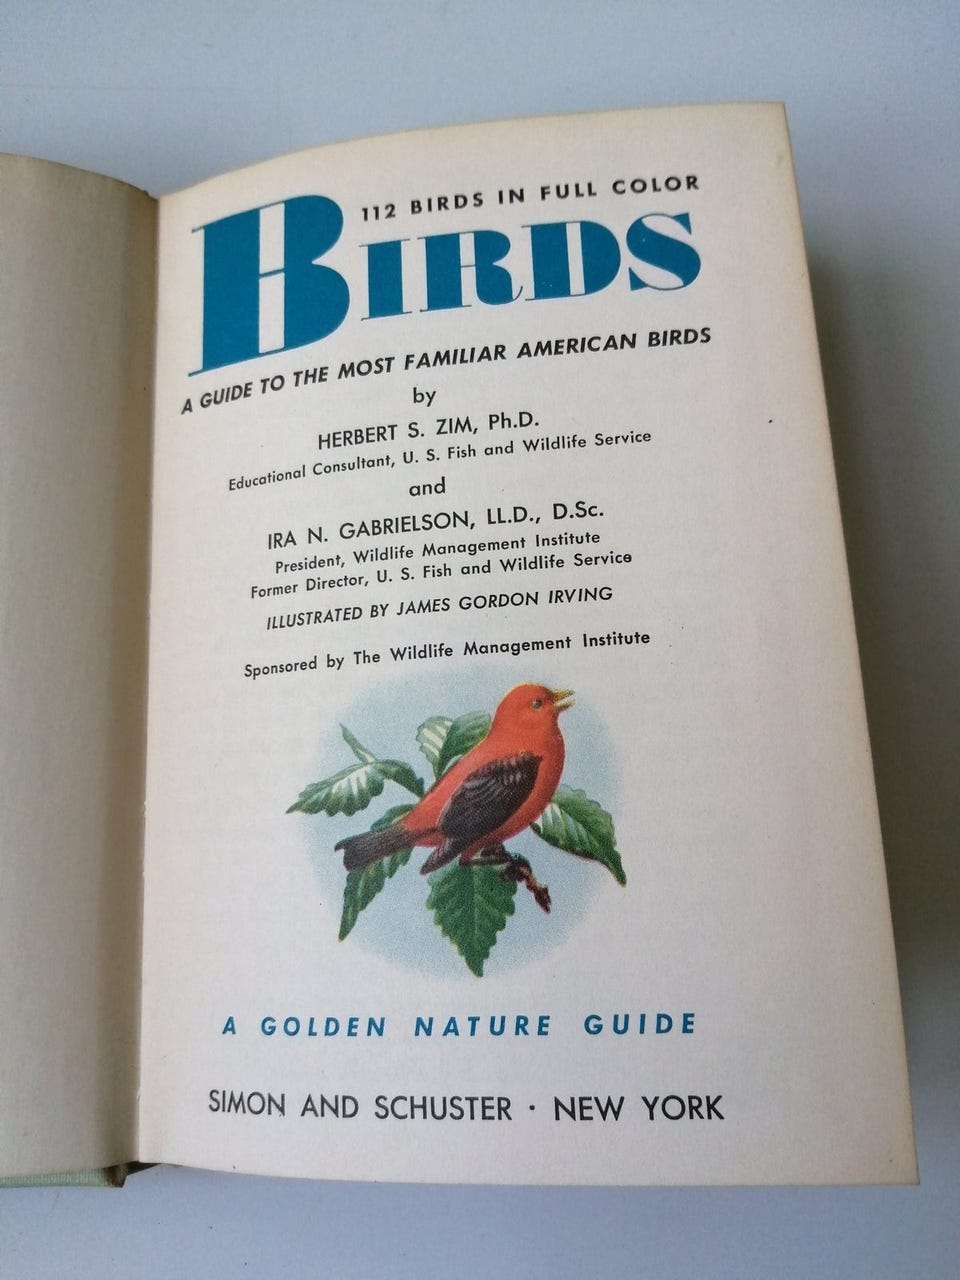 112 BIRDS IN FULL COLOR
BIRDS
A GUIDE TO THE MOST FAMILIAR AMERICAN BIRDS
by
HERBERT S. ZIM, Ph.D.
Educational Consultant, U. S. Fish and Wildlife Service
and
IRA N. GABRIELSON, LL.D., D.Sc.
President, Wildlife Management Institute
Former Director, U. S. Fish and Wildlife Service
ILLUSTRATED BY JAMES GORDON IRVING
Sponsored by The Wildlife Management Institute
A GOLDEN NATURE GUIDE
SIMON AND SCHUSTER · NEW YORK